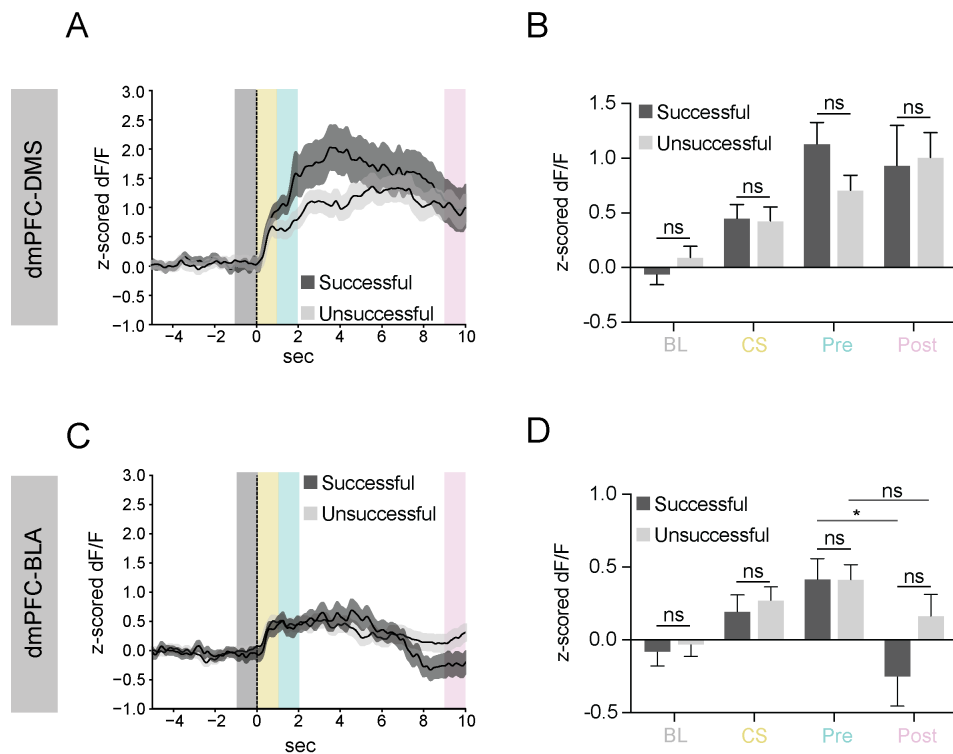 A
dmPFC-DMS
z-scored dF/F
3.0
2.5
2.0
1.5
1.0
0.5
0.0
−0.5
−1.0
Successful
Unsuccessful
−4 −2 0 2 4 6 8 10
sec
B
z-scored dF/F
1.5
1.0
0.5
0.0
-0.5
Successful
Unsuccessful
ns
ns
ns
ns
BL CS Pre Post
C
dmPFC-BLA
z-scored dF/F
3.0
2.5
2.0
1.5
1.0
0.5
0.0
−0.5
−1.0
Successful
Unsuccessful
−4 −2 0 2 4 6 8 10
sec
D
z-scored dF/F
1.0
0.5
0.0
-0.5
Successful
Unsuccessful
ns
*
ns
ns
ns
ns
BL CS Pre Post